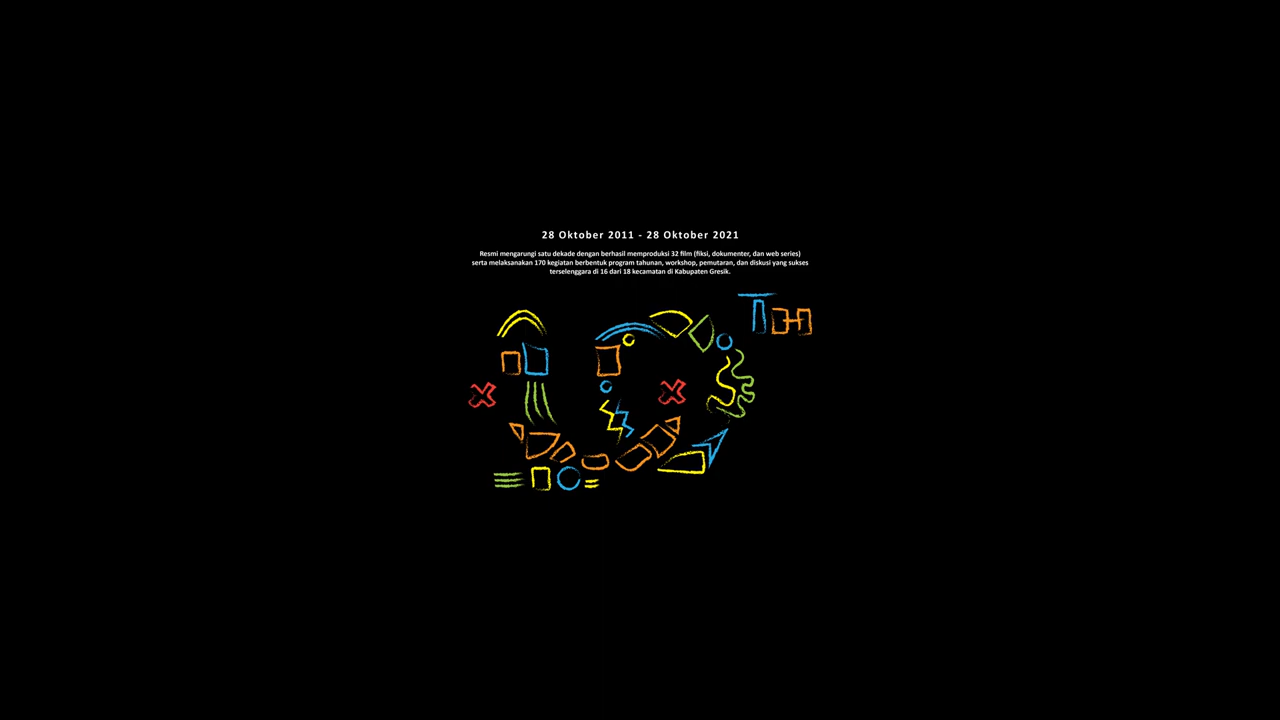 28 Oktober 2011 - 28 Oktober 2021
Resmi mengarungi satu dekade dengan berhasil memproduksi 32 film (fiksi, dokumenter, dan web series)
serta melaksanakan 170 kegiatan berbentuk program tahunan, workshop, pemutaran, dan diskusi yang sukses
terselenggara di 16 dari 18 kecamatan di Kabupaten Gresik.
10 TH